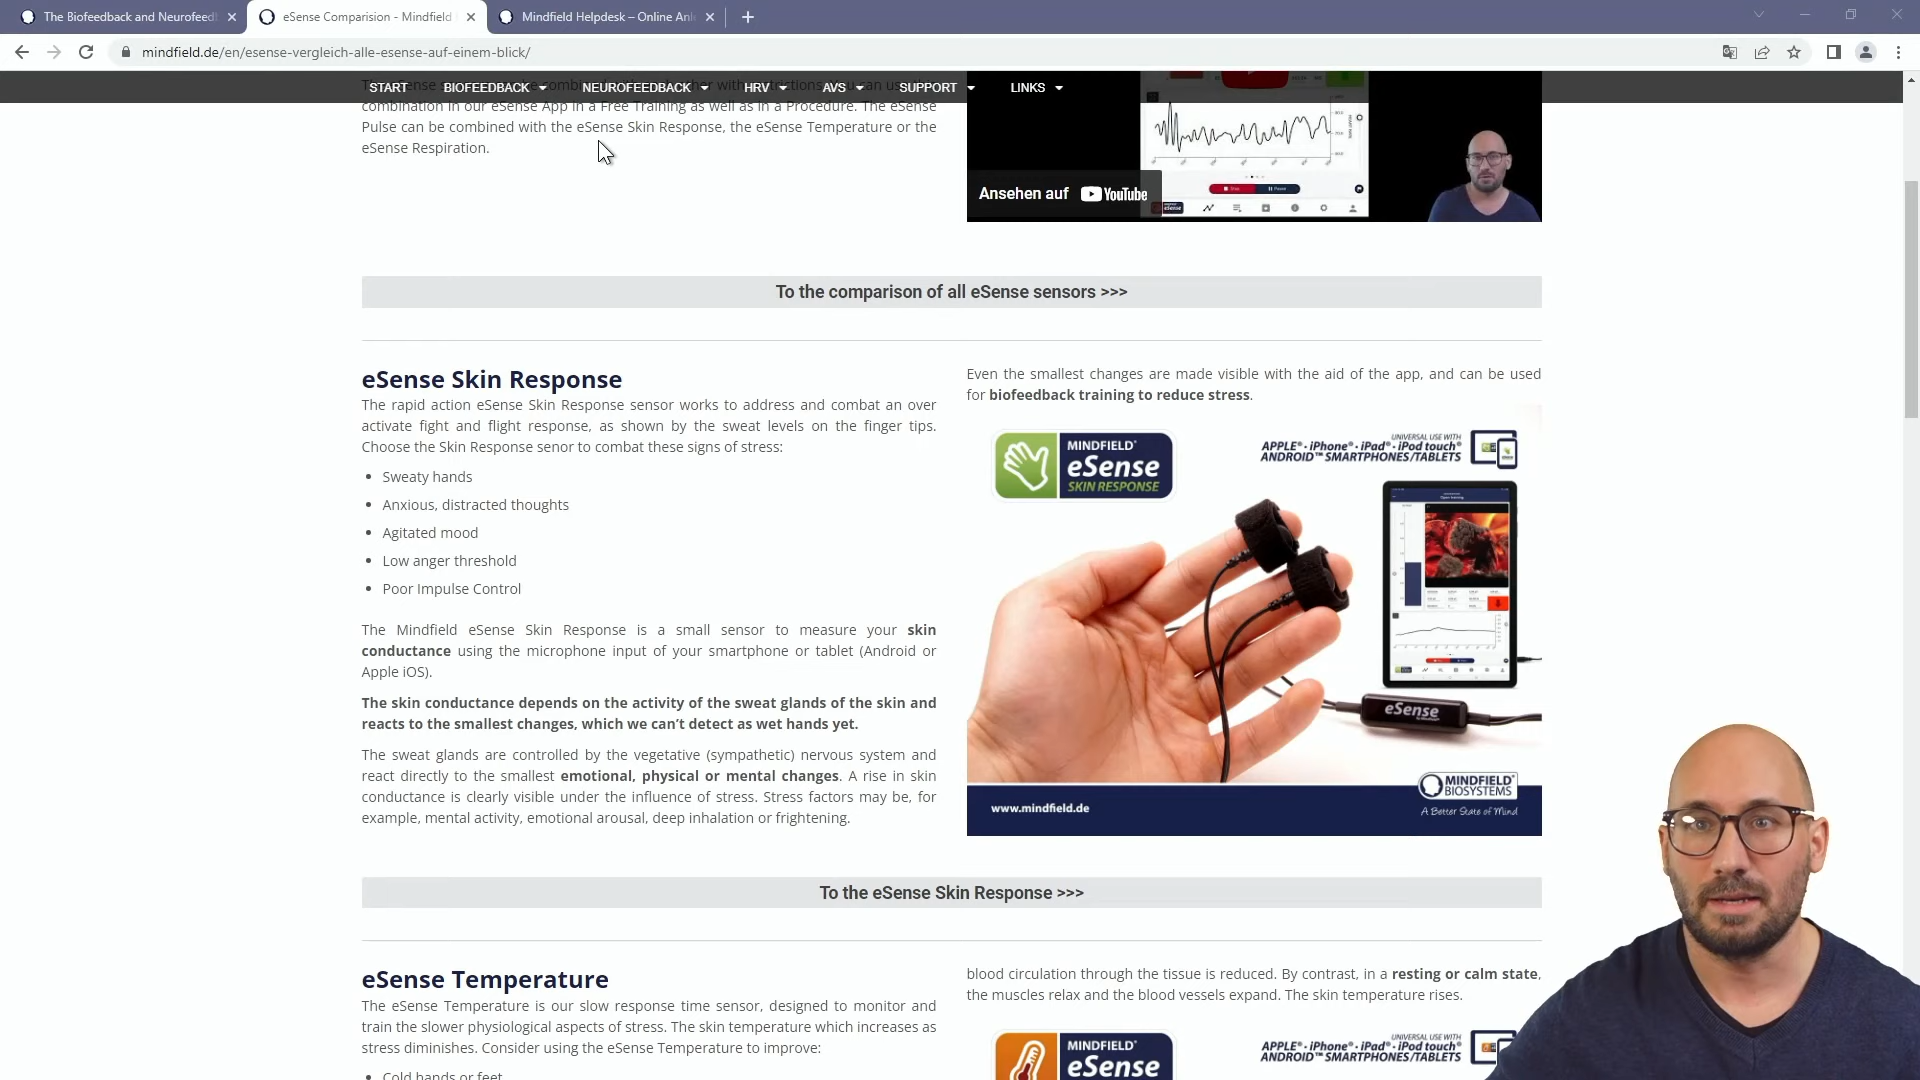 The Biofeedback and Neurofeedb
eSense Comparision - Mindfield
Mindfield Helpdesk – Online Anl
mindfield.de/en/esense-vergleich-alle-esense-auf-einem-blick/
START
BIOFEEDBACK
NEUROFEEDBACK
HRV
AVS
SUPPORT
LINKS
combination in our eSense App in a Free Training as well as in a Procedure. The eSense
Pulse can be combined with the eSense Skin Response, the eSense Temperature or the
eSense Respiration.
Ansehen auf YouTube
To the comparison of all eSense sensors >>>
eSense Skin Response
The rapid action eSense Skin Response sensor works to address and combat an over
activate fight and flight response, as shown by the sweat levels on the finger tips.
Choose the Skin Response senor to combat these signs of stress:
Sweaty hands
Anxious, distracted thoughts
Agitated mood
Low anger threshold
Poor Impulse Control
The Mindfield eSense Skin Response is a small sensor to measure your skin
conductance using the microphone input of your smartphone or tablet (Android or
Apple iOS).
The skin conductance depends on the activity of the sweat glands of the skin and
reacts to the smallest changes, which we can’t detect as wet hands yet.
The sweat glands are controlled by the vegetative (sympathetic) nervous system and
react directly to the smallest emotional, physical or mental changes. A rise in skin
conductance is clearly visible under the influence of stress. Stress factors may be, for
example, mental activity, emotional arousal, deep inhalation or frightening.
Even the smallest changes are made visible with the aid of the app, and can be used
for biofeedback training to reduce stress.
MINDFIELD®
eSense
SKIN RESPONSE
UNIVERSAL USE WITH
APPLE® · iPhone® · iPad® · iPod touch®
ANDROID™ SMARTPHONES/TABLETS
eSense
www.mindfield.de
MINDFIELD®
BIOSYSTEMS
A Better State of Mind
To the eSense Skin Response >>>
eSense Temperature
The eSense Temperature is our slow response time sensor, designed to monitor and
train the slower physiological aspects of stress. The skin temperature which increases as
stress diminishes. Consider using the eSense Temperature to improve:
Cold hands or feet
blood circulation through the tissue is reduced. By contrast, in a resting or calm state,
the muscles relax and the blood vessels expand. The skin temperature rises.
MINDFIELD®
eSense
UNIVERSAL USE WITH
APPLE® · iPhone® · iPad® · iPod touch®
ANDROID™ SMARTPHONES/TABLETS